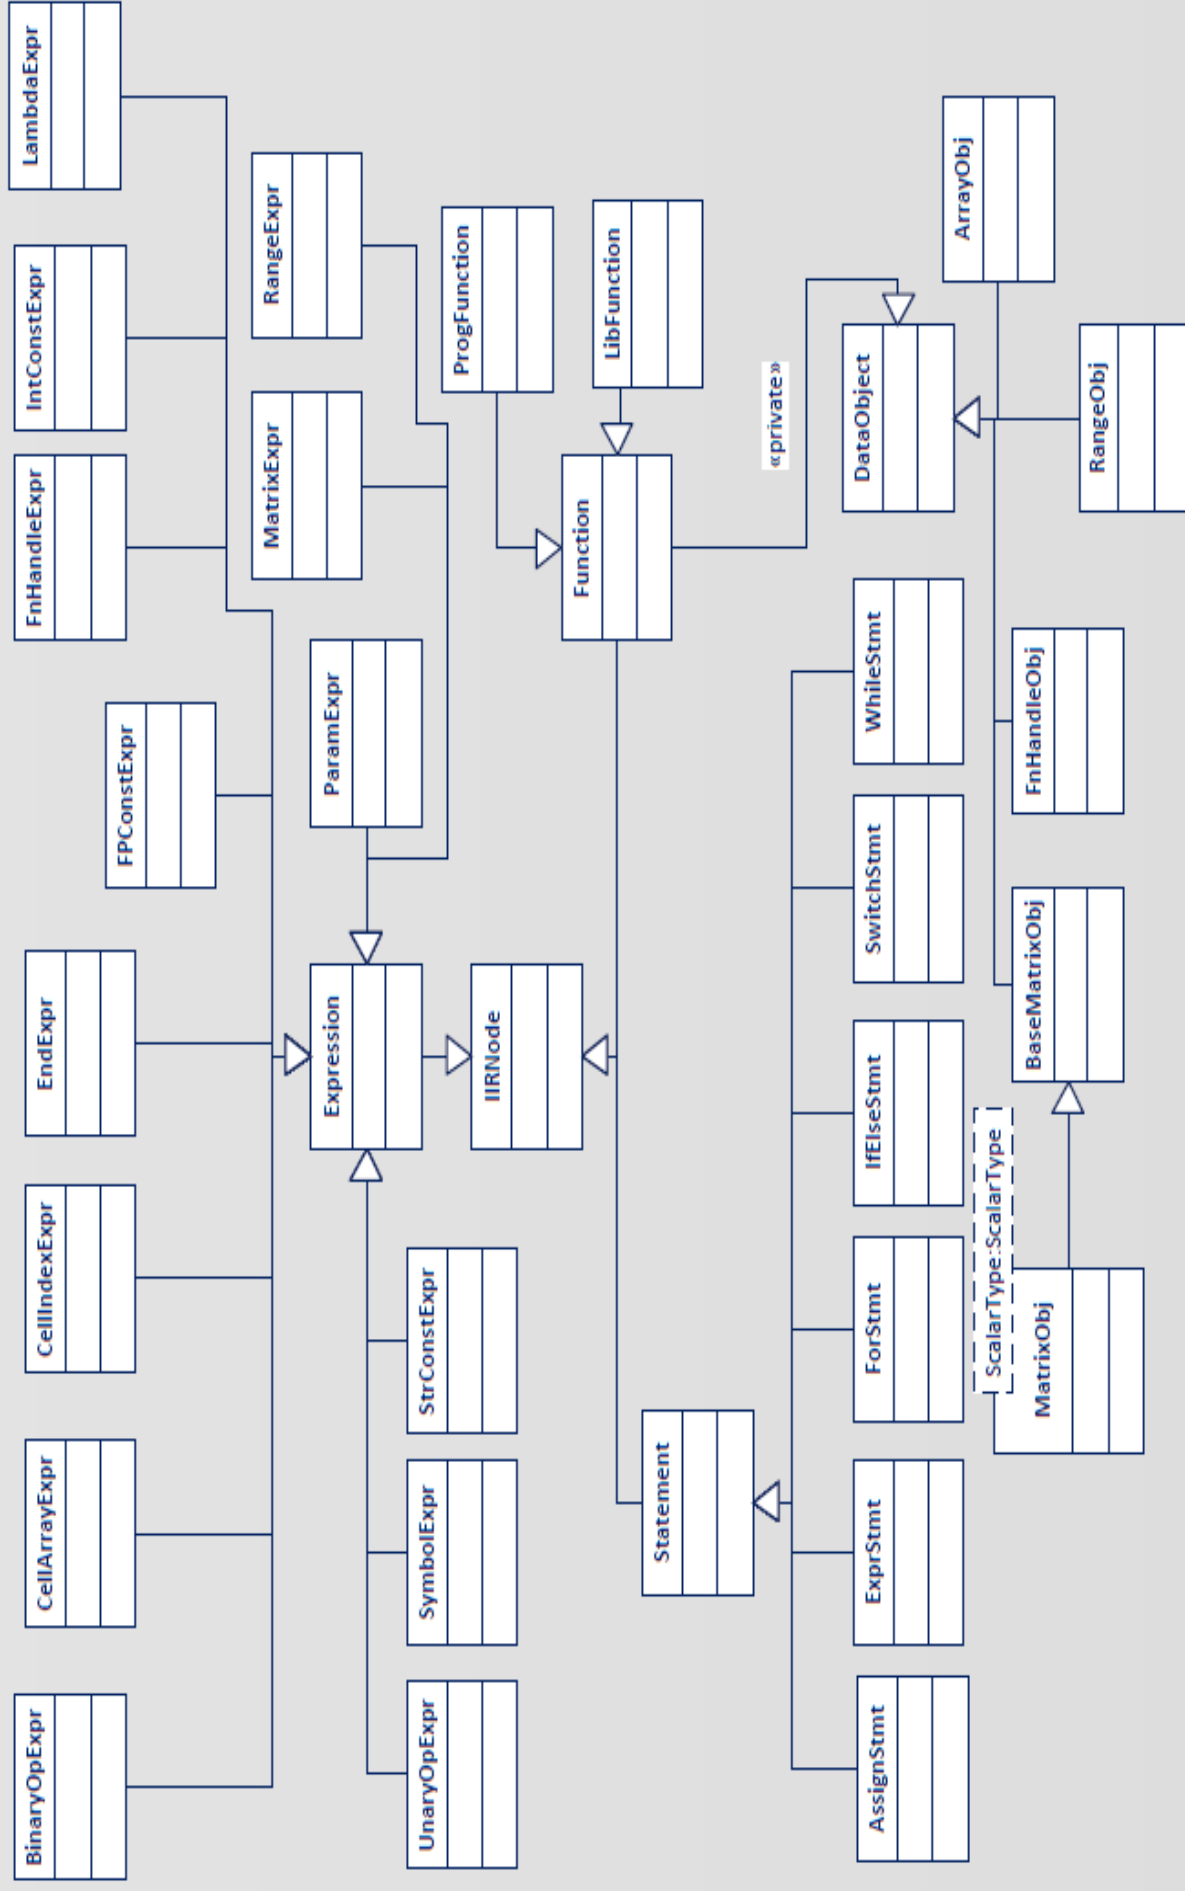 BinaryOpExpr
CellArrayExpr
CellIndexExpr
EndExpr
FPConstExpr
FnHandleExpr
IntConstExpr
LambdaExpr
MatrixExpr
RangeExpr
Expression
ParamExpr
UnaryOpExpr
SymbolExpr
StrConstExpr
IIRNode
ProgFunction
LibFunction
Function
Statement
«private»
AssignStmt
ExprStmt
ForStmt
IfElseStmt
SwitchStmt
WhileStmt
DataObject
ArrayObj
ScalarType:ScalarType
MatrixObj
BaseMatrixObj
FnHandleObj
RangeObj